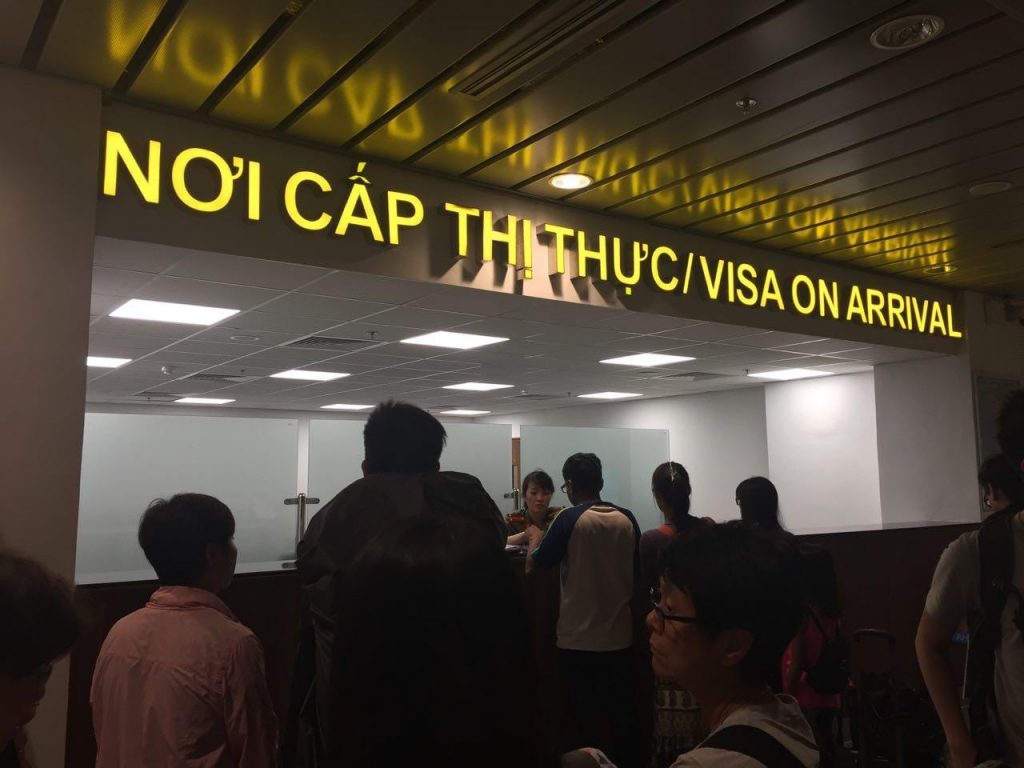 NƠI CẤP THỊ THỰC/VISA ON ARRIVAL